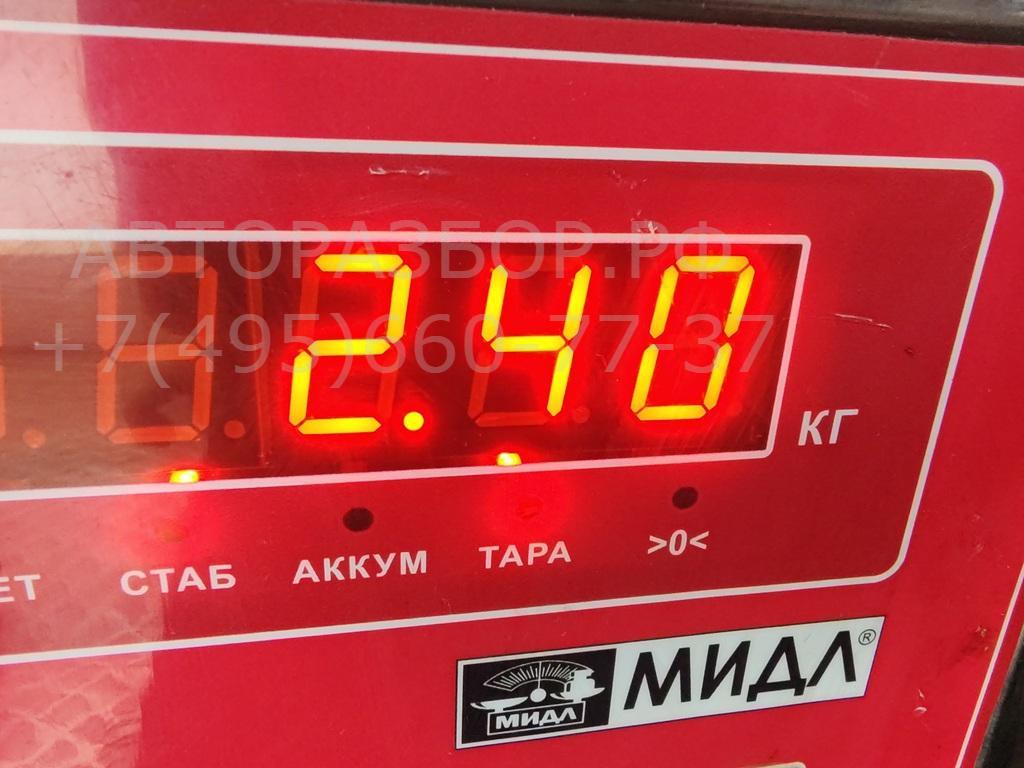 АВТОРАЗБОР.РФ
+7(495)660-77-37
2.40
КГ
СТАБ АККУМ ТАРА >0<
МИДЛ МИДЛ®